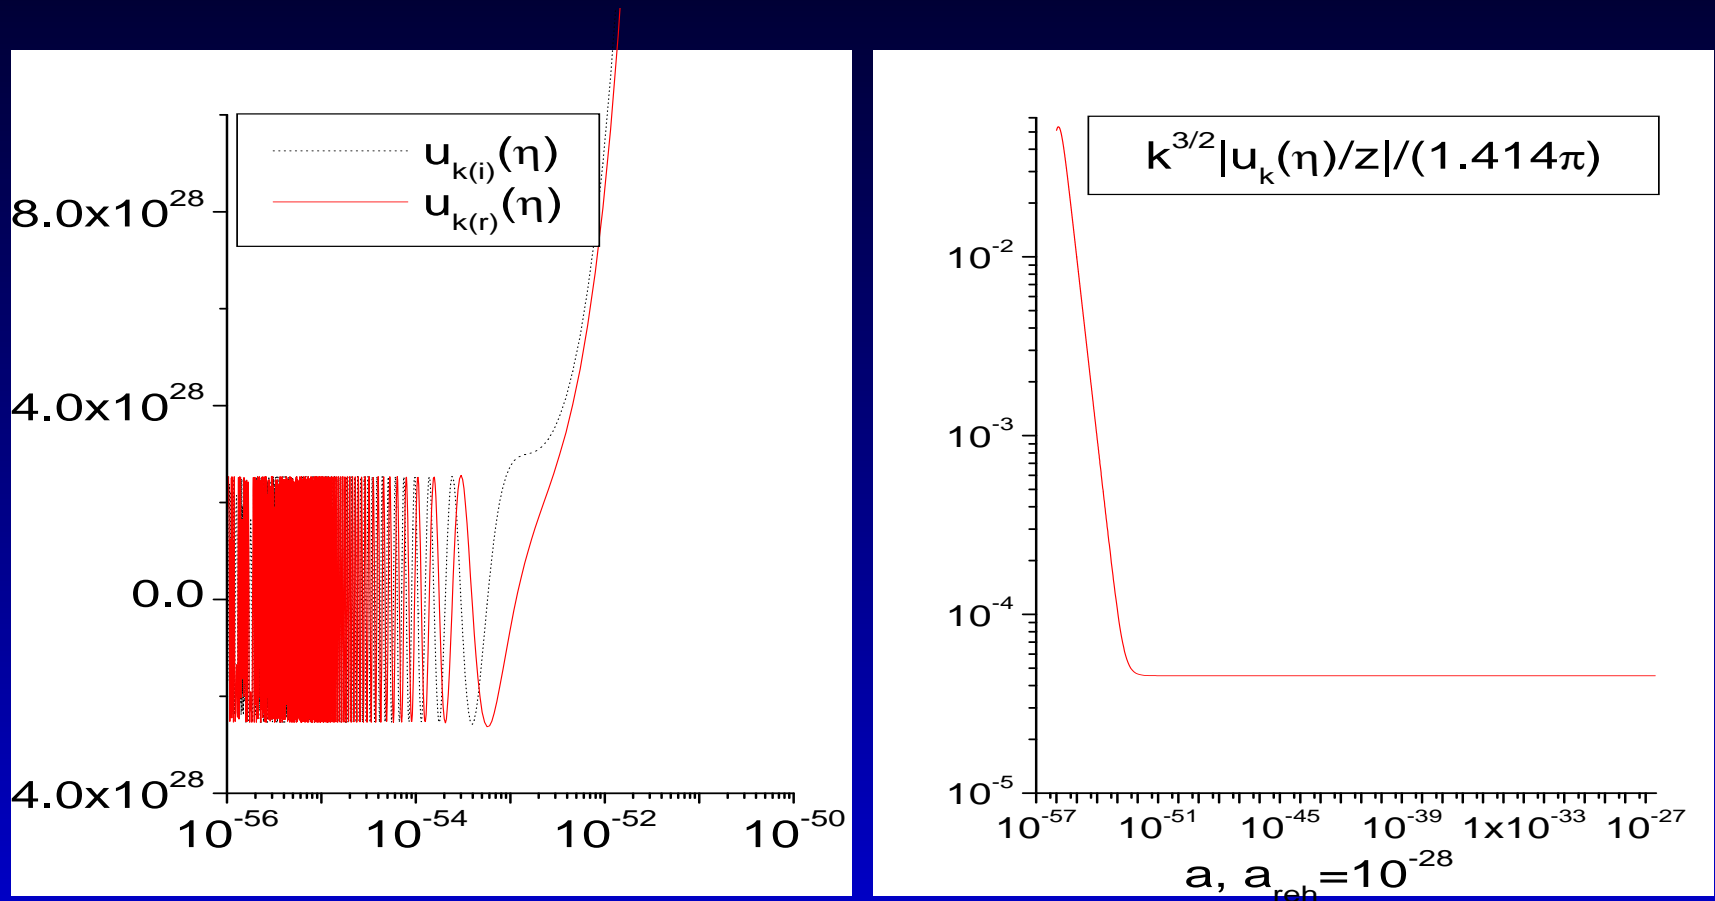 u_k(i)(η)
u_k(r)(η)
8.0x10^28
4.0x10^28
0.0
4.0x10^28
10^-56 10^-54 10^-52 10^-50
k^3/2|u_k(η)/z|/(1.414π)
10^-2
10^-3
10^-4
10^-5
10^-57 10^-51 10^-45 10^-39 1x10^-33 10^-27
a, a_reh=10^-28